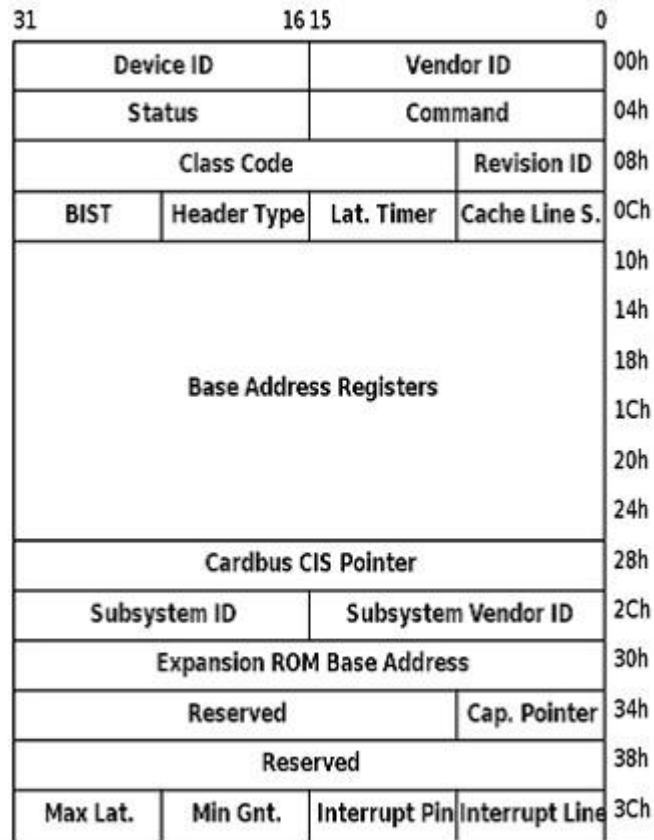 31 16 15 0
Device ID Vendor ID 00h
Status Command 04h
Class Code Revision ID 08h
BIST Header Type Lat. Timer Cache Line S. 0Ch
10h
14h
18h
Base Address Registers
1Ch
20h
24h
Cardbus CIS Pointer 28h
Subsystem ID Subsystem Vendor ID 2Ch
Expansion ROM Base Address 30h
Reserved Cap. Pointer 34h
Reserved 38h
Max Lat. Min Gnt. Interrupt Pin Interrupt Line 3Ch